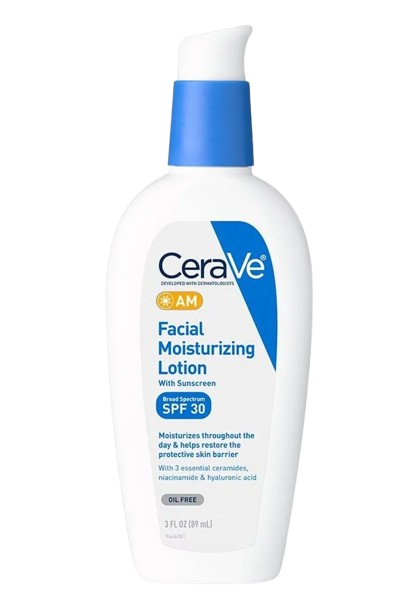 CeraVe®
DEVELOPED WITH DERMATOLOGISTS
AM
Facial
Moisturizing
Lotion
With Sunscreen
Broad Spectrum
SPF 30
Moisturizes throughout the
day & helps restore the
protective skin barrier
With 3 essential ceramides,
niacinamide & hyaluronic acid
OIL FREE
3 FL OZ (89 mL)